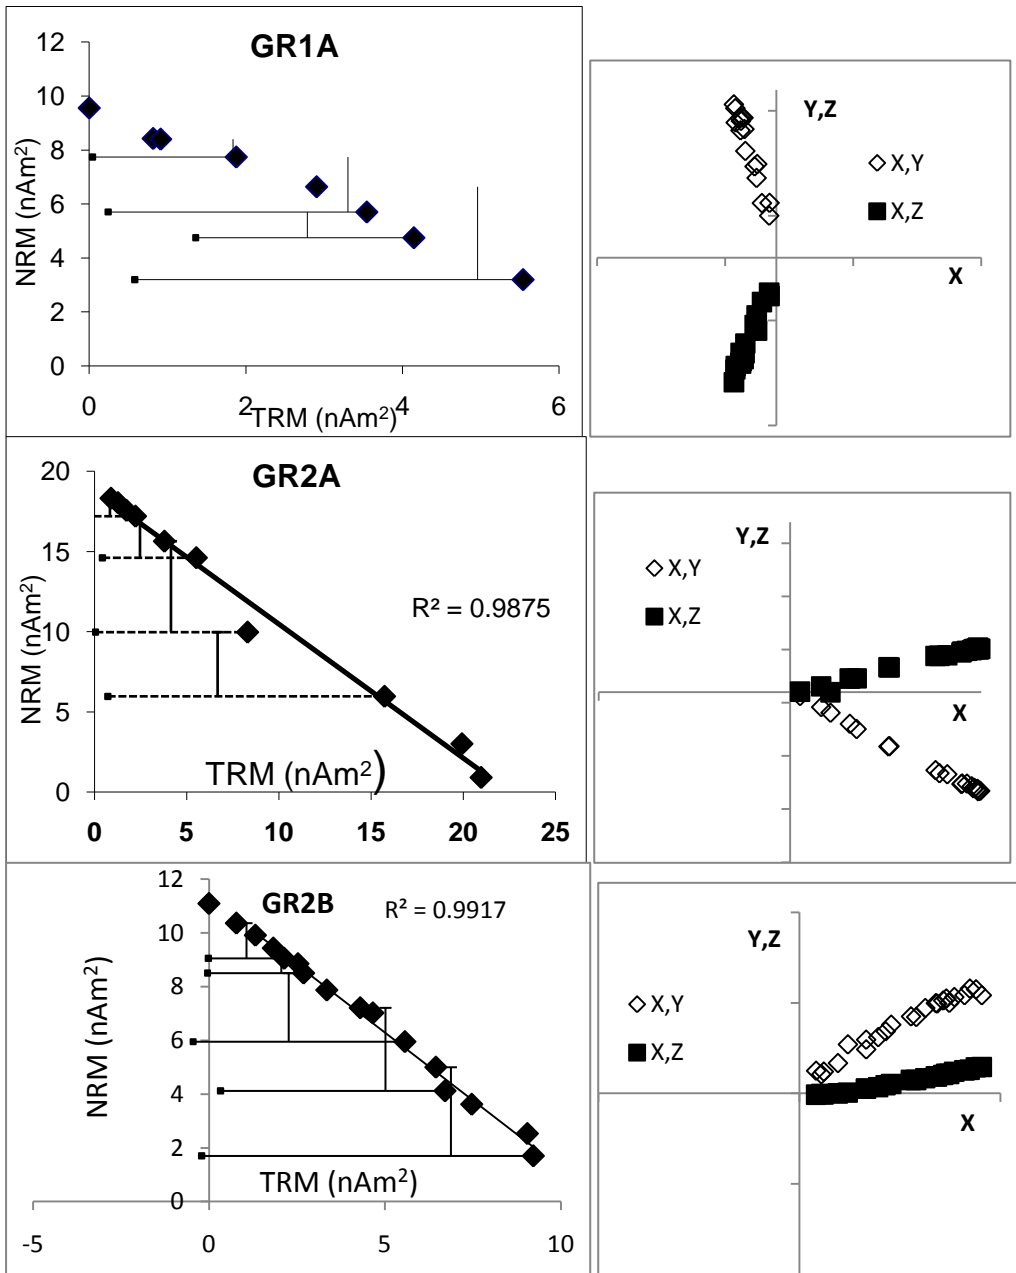 GR1A
12
10
8
6
4
2
0
NRM (nAm²)
0 2 4 6
TRM (nAm²)
Y,Z
X,Y
X,Z
X
GR2A
20
15
10
5
0
NRM (nAm²)
R² = 0.9875
TRM (nAm²)
0 5 10 15 20 25
Y,Z
X,Y
X,Z
X
GR2B
R² = 0.9917
12
10
8
6
4
2
0
NRM (nAm²)
TRM (nAm²)
-5 0 5 10
Y,Z
X,Y
X,Z
X